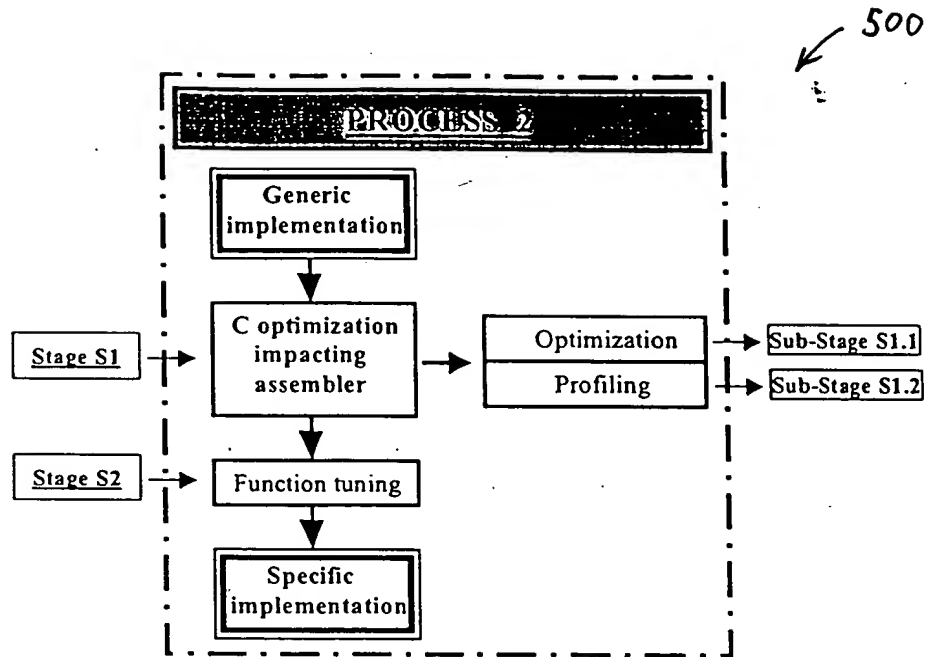 500
PROCESS 2
Generic
implementation
C optimization
impacting
assembler
Stage S1
Optimization
Profiling
Sub-Stage S1.1
Sub-Stage S1.2
Stage S2
Function tuning
Specific
implementation